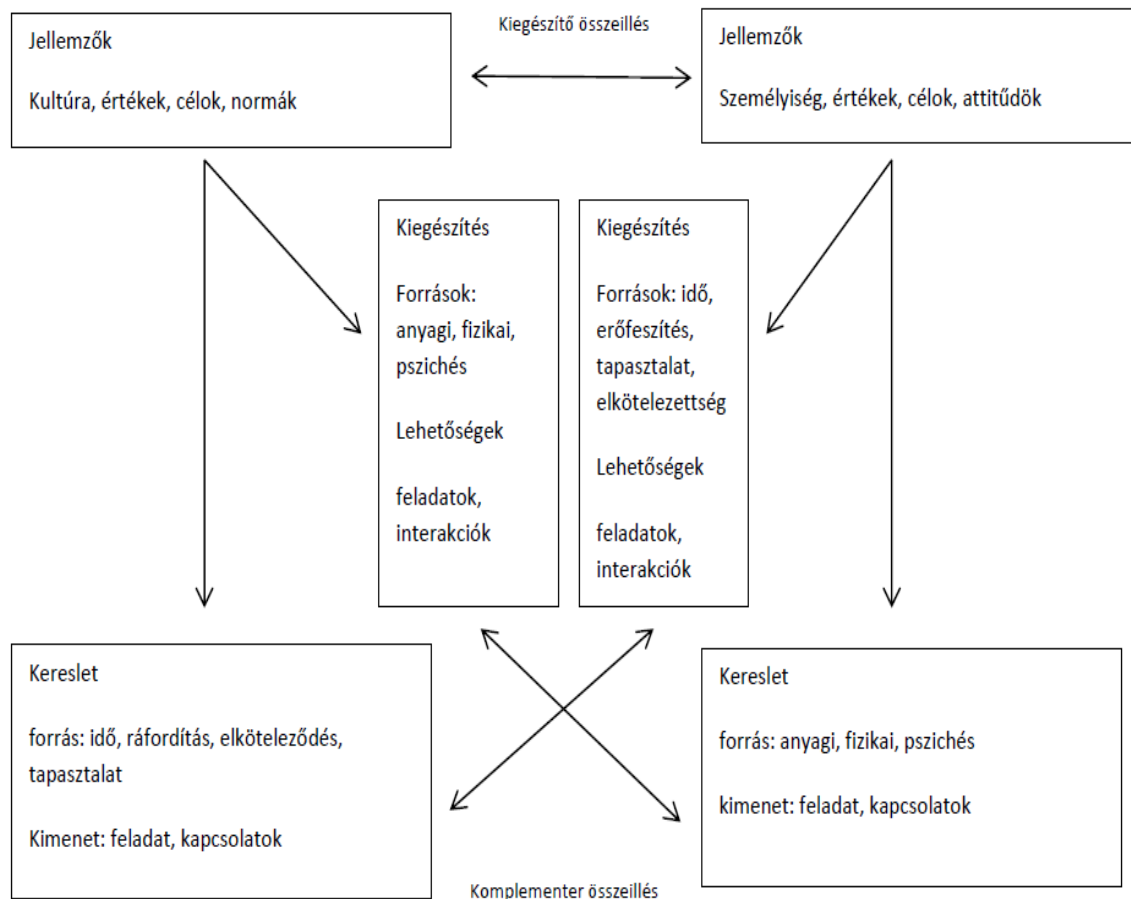 Jellemzők
Kultúra, értékek, célok, normák
Kiegészítő összeillés
Jellemzők
Személyiség, értékek, célok, attitűdök
Kiegészítés
Források:
anyagi, fizikai,
pszichés
Lehetőségek
feladatok,
interakciók
Kiegészítés
Források: idő,
erőfeszítés,
tapasztalat,
elkötelezettség
Lehetőségek
feladatok,
interakciók
Kereslet
forrás: idő, ráfordítás, elköteleződés,
tapasztalat
Kimenet: feladat, kapcsolatok
Kereslet
forrás: anyagi, fizikai, pszichés
kimenet: feladat, kapcsolatok
Komplementer összeillés